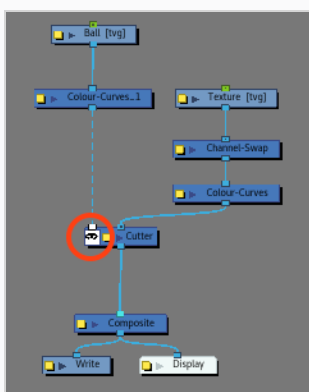 Ball [tvg]
Colour-Curves_1
Texture [tvg]
Channel-Swap
Colour-Curves
Cutter
Composite
Write
Display